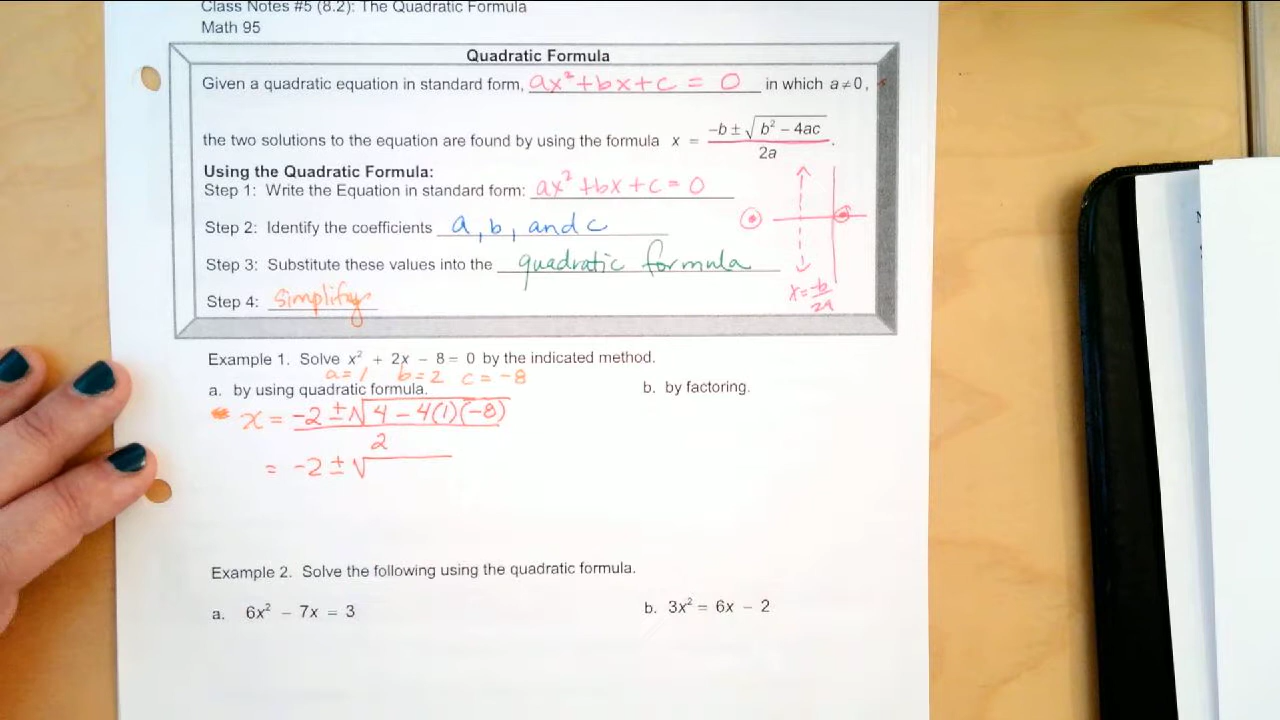 Class Notes #5 (8.2): The Quadratic Formula
Math 95
Quadratic Formula
Given a quadratic equation in standard form, ax² + bx + c = 0 in which a ≠ 0,
the two solutions to the equation are found by using the formula x = (-b ± √(b² − 4ac)) / 2a.
Using the Quadratic Formula:
Step 1: Write the Equation in standard form: ax² + bx + c = 0
Step 2: Identify the coefficients a, b, and c
Step 3: Substitute these values into the quadratic formula
Step 4: simplify
x = -b/2a
Example 1. Solve x² + 2x − 8 = 0 by the indicated method.
a = 1 b = 2 c = -8
a. by using quadratic formula.
b. by factoring.
x = (-2 ± √(4 − 4(1)(-8))) / 2
= -2 ± √
Example 2. Solve the following using the quadratic formula.
a. 6x² − 7x = 3
b. 3x² = 6x − 2